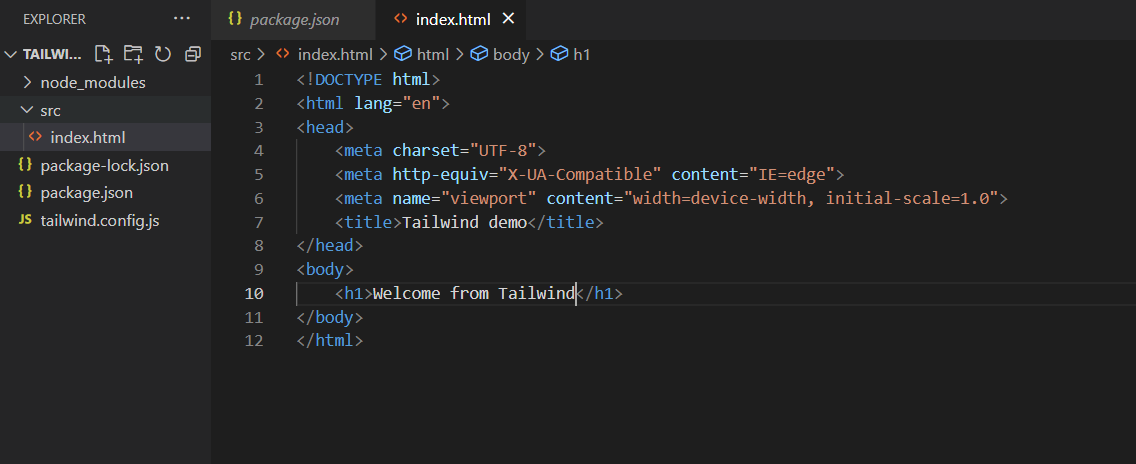 EXPLORER
TAILWI...
node_modules
src
index.html
package-lock.json
package.json
JS tailwind.config.js
package.json
index.html
src > index.html > html > body > h1
1 <!DOCTYPE html>
2 <html lang="en">
3 <head>
4 <meta charset="UTF-8">
5 <meta http-equiv="X-UA-Compatible" content="IE=edge">
6 <meta name="viewport" content="width=device-width, initial-scale=1.0">
7 <title>Tailwind demo</title>
8 </head>
9 <body>
10 <h1>Welcome from Tailwind</h1>
11 </body>
12 </html>